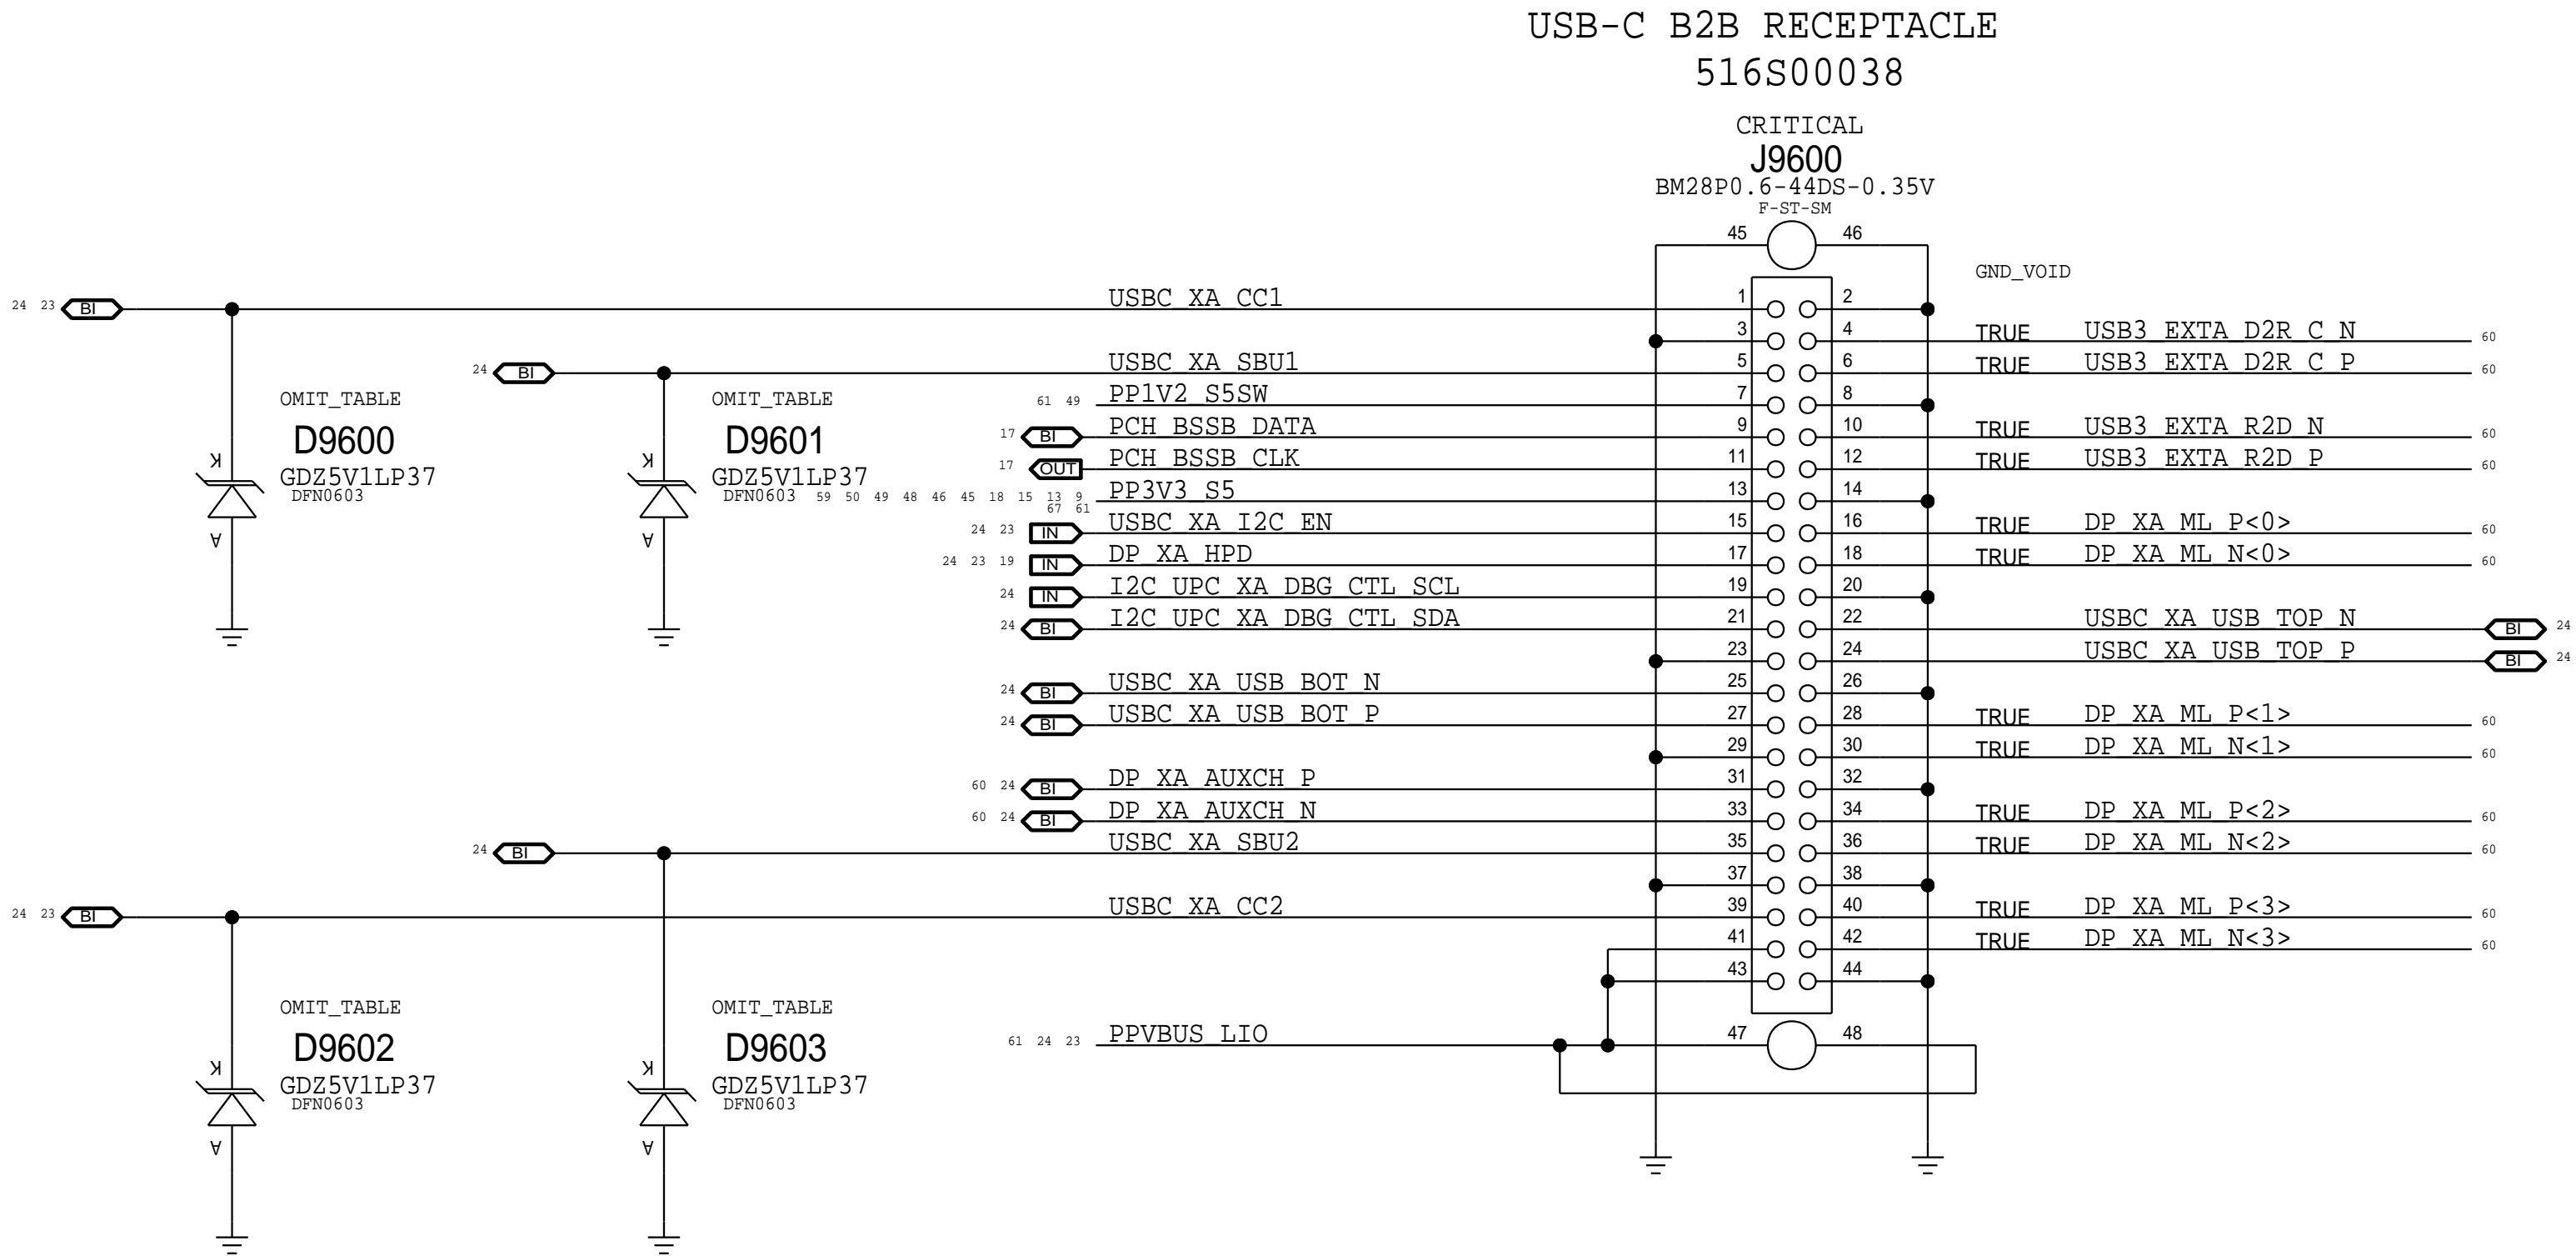 USB-C B2B RECEPTACLE
516S00038
CRITICAL
J9600
BM28P0.6-44DS-0.35V
F-ST-SM
45 46
GND_VOID
24 23 BI USBC_XA_CC1 1 2
3 4 TRUE USB3_EXTA_D2R_C_N 60
24 BI USBC_XA_SBU1 5 6 TRUE USB3_EXTA_D2R_C_P 60
61 49 PP1V2_S5SW 7 8
17 BI PCH_BSSB_DATA 9 10 TRUE USB3_EXTA_R2D_N 60
17 OUT PCH_BSSB_CLK 11 12 TRUE USB3_EXTA_R2D_P 60
59 50 49 48 46 45 18 15 13 9 PP3V3_S5 13 14
67 61
24 23 IN USBC_XA_I2C_EN 15 16 TRUE DP_XA_ML_P<0> 60
24 23 19 IN DP_XA_HPD 17 18 TRUE DP_XA_ML_N<0> 60
24 IN I2C_UPC_XA_DBG_CTL_SCL 19 20
24 BI I2C_UPC_XA_DBG_CTL_SDA 21 22 USBC_XA_USB_TOP_N BI 24
23 24 USBC_XA_USB_TOP_P BI 24
24 BI USBC_XA_USB_BOT_N 25 26
24 BI USBC_XA_USB_BOT_P 27 28 TRUE DP_XA_ML_P<1> 60
29 30 TRUE DP_XA_ML_N<1> 60
60 24 BI DP_XA_AUXCH_P 31 32
60 24 BI DP_XA_AUXCH_N 33 34 TRUE DP_XA_ML_P<2> 60
24 BI USBC_XA_SBU2 35 36 TRUE DP_XA_ML_N<2> 60
37 38
24 23 BI USBC_XA_CC2 39 40 TRUE DP_XA_ML_P<3> 60
41 42 TRUE DP_XA_ML_N<3> 60
43 44
61 24 23 PPVBUS_LIO 47 48
OMIT_TABLE
D9600
K
GDZ5V1LP37
DFN0603
A
OMIT_TABLE
D9601
K
GDZ5V1LP37
DFN0603
A
OMIT_TABLE
D9602
K
GDZ5V1LP37
DFN0603
A
OMIT_TABLE
D9603
K
GDZ5V1LP37
DFN0603
A